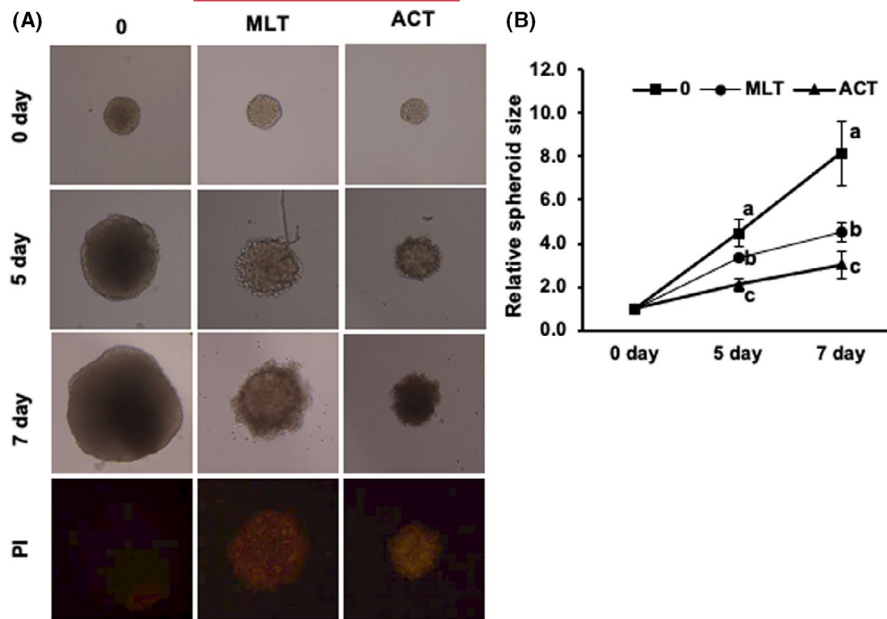 (A)
0 MLT ACT
0 day
5 day
7 day
PI
(B)
12.0
10.0
8.0
6.0
4.0
2.0
0.0
Relative spheroid size
0 MLT ACT
a
a
b
b
c
c
0 day 5 day 7 day